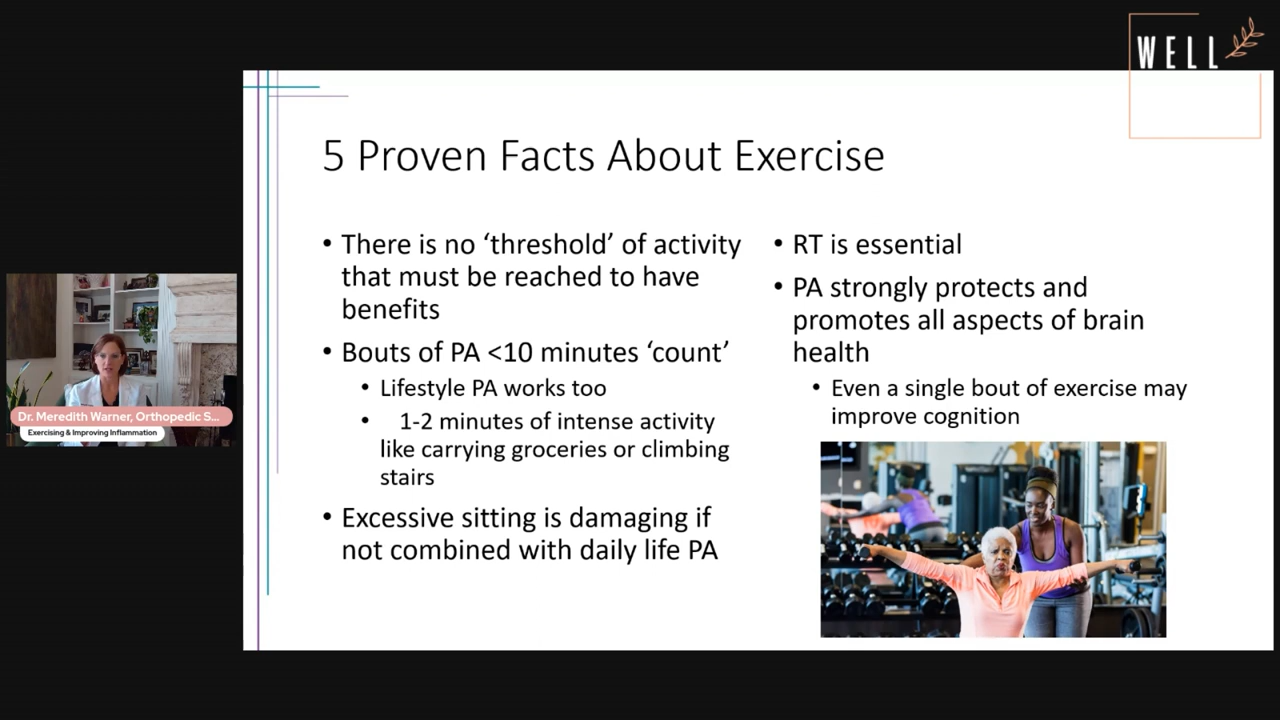 WELL
5 Proven Facts About Exercise
• There is no ‘threshold’ of activity
that must be reached to have
benefits
• Bouts of PA <10 minutes ‘count’
• Lifestyle PA works too
• 1-2 minutes of intense activity
like carrying groceries or climbing
stairs
• Excessive sitting is damaging if
not combined with daily life PA
• RT is essential
• PA strongly protects and
promotes all aspects of brain
health
• Even a single bout of exercise may
improve cognition
Dr. Meredith Warner, Orthopedic S...
Exercising & Improving Inflammation